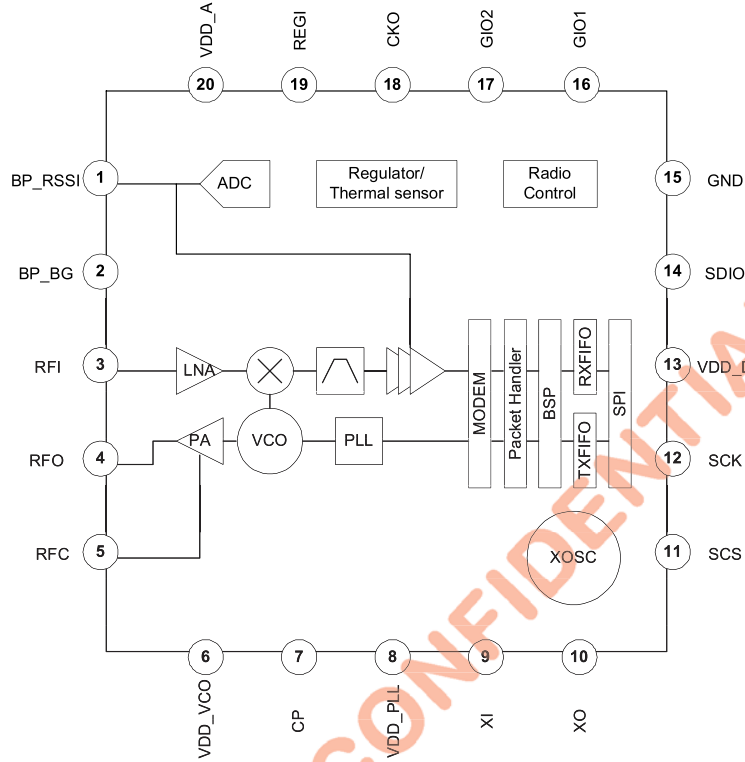 VDD_A
REGI
CKO
GIO2
GIO1
20
19
18
17
16
BP_RSSI
1
ADC
Regulator/
Thermal sensor
Radio
Control
15
GND
BP_BG
2
14
SDIO
RFI
3
LNA
MODEM
Packet Handler
BSP
RXFIFO
TXFIFO
SPI
13
RFO
4
PA
VCO
PLL
12
SCK
RFC
5
XOSC
11
SCS
6
7
8
9
10
VDD_VCO
CP
VDD_PLL
XI
XO